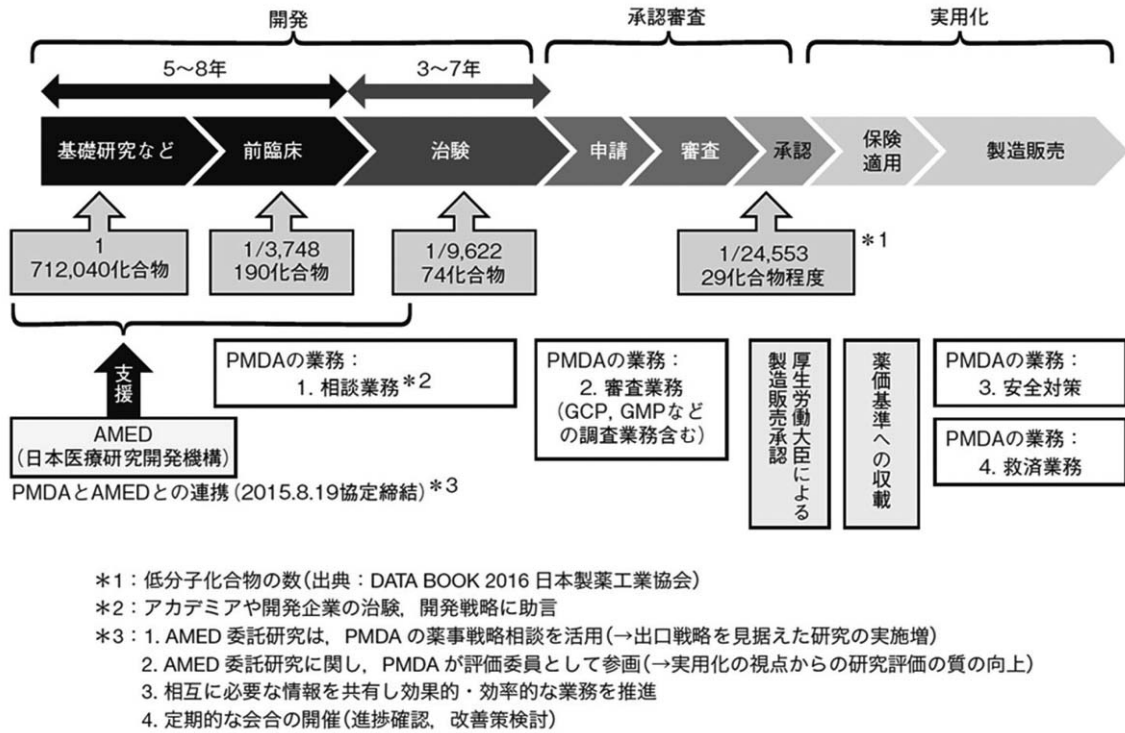 開発
承認審査
実用化
5〜8年
3〜7年
基礎研究など
前臨床
治験
申請
審査
承認
保険
適用
製造販売
1
712,040化合物
1/3,748
190化合物
1/9,622
74化合物
1/24,553
29化合物程度
*1
支援
AMED
(日本医療研究開発機構)
PMDAとAMEDとの連携(2015.8.19協定締結)*3
PMDAの業務:
1. 相談業務*2
PMDAの業務:
2. 審査業務
(GCP, GMPなど
の調査業務含む)
厚生労働大臣による
製造販売承認
薬価基準への収載
PMDAの業務:
3. 安全対策
PMDAの業務:
4. 救済業務
*1:低分子化合物の数(出典:DATA BOOK 2016 日本製薬工業協会)
*2:アカデミアや開発企業の治験,開発戦略に助言
*3:1. AMED 委託研究は,PMDA の薬事戦略相談を活用(→出口戦略を見据えた研究の実施増)
2. AMED 委託研究に関し,PMDA が評価委員として参画(→実用化の視点からの研究評価の質の向上)
3. 相互に必要な情報を共有し効果的・効率的な業務を推進
4. 定期的な会合の開催(進捗確認,改善策検討)